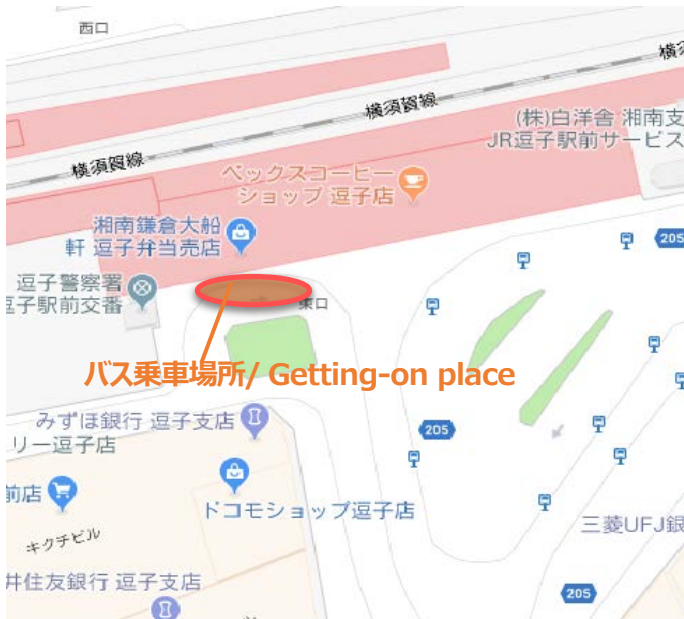 西口
横須賀線
横須賀線
(株)白洋舎 湘南支
JR逗子駅前サービス
ベックスコーヒー
ショップ 逗子店
湘南鎌倉大船
軒 逗子弁当売店
205
逗子警察署
逗子駅前交番
東口
バス乗車場所/ Getting-on place
みずほ銀行 逗子支店
リー逗子店
205
前店
ドコモショップ逗子店
三菱UFJ銀
キクチビル
井住友銀行 逗子支店
205